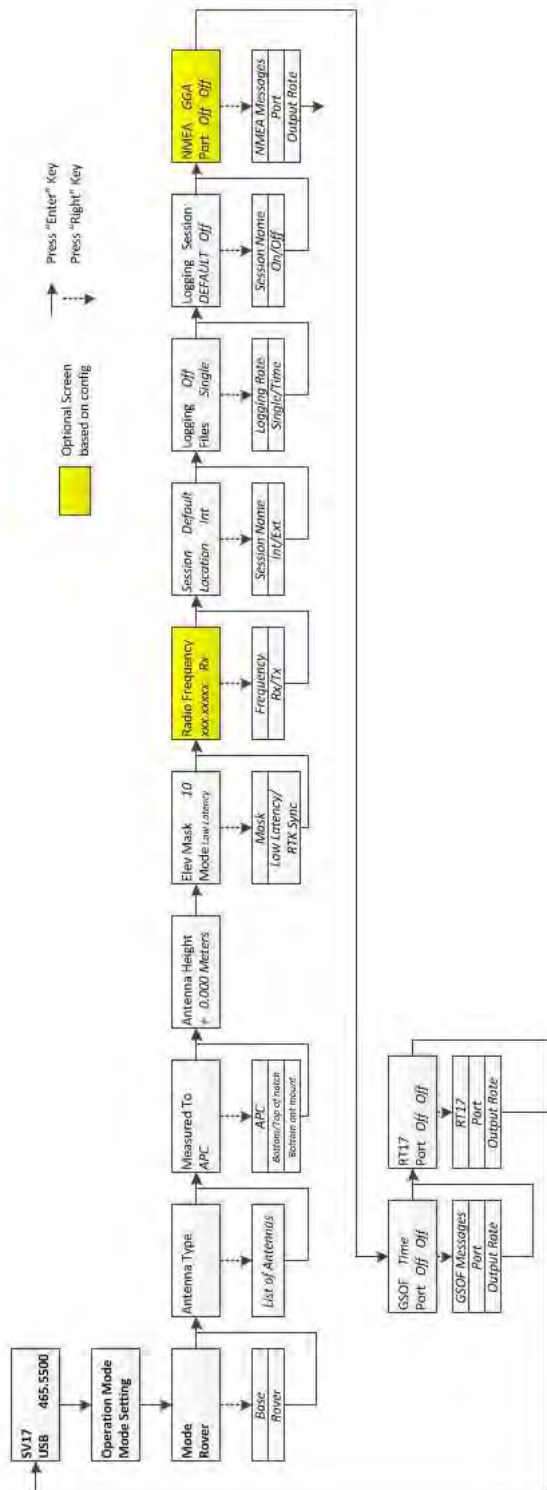 SV17
USB 465.5500
Operation Mode
Mode Setting
Mode
Rover
Base
Rover
Antenna Type
List of Antennas
Measured To
APC
APC
Bottom/Top of notch
Bottom ant mount
Antenna Height
+ 0.000 Meters
Elev Mask 10
Mode Low Latency
Mask
Low Latency/
RTK Sync
Radio Frequency
xxx.xxxxx Rx
Frequency
Rx/Tx
Session Default
Location Int
Session Name
Int/Ext
Logging Off
Files Single
Logging Rate
Single/Time
Logging Session
DEFAULT Off
Session Name
On/Off
NMEA GGA
Port Off Off
NMEA Messages
Port
Output Rate
Optional Screen
based on config
Press "Enter" Key
Press "Right" Key
GSOF Time
Port Off Off
GSOF Messages
Port
Output Rate
RT17
Port Off Off
RT17
Port
Output Rate